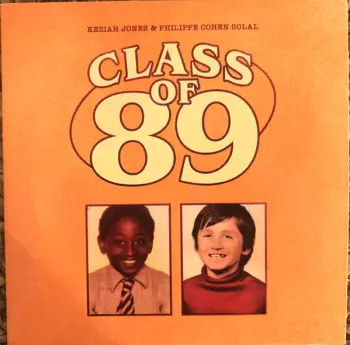 KEZIAH JONES & PHILIPPE COHEN SOLAL
CLASS
OF
89